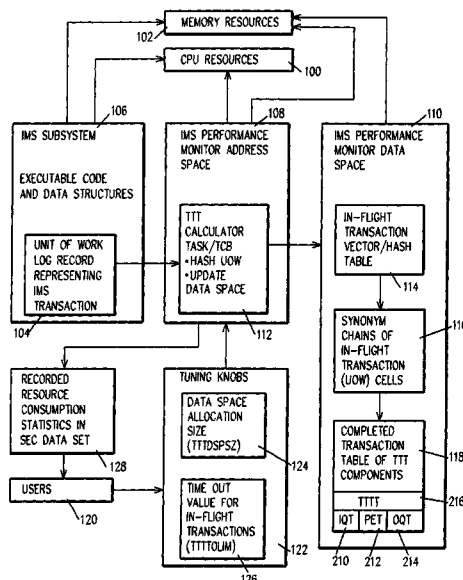 MEMORY RESOURCES
102
CPU RESOURCES
100
106
IMS SUBSYSTEM
EXECUTABLE CODE
AND DATA STRUCTURES
UNIT OF WORK
LOG RECORD
REPRESENTING
IMS
TRANSACTION
104
108
IMS PERFORMANCE
MONITOR ADDRESS
SPACE
TTT
CALCULATOR
TASK/TCB
•HASH UOW
•UPDATE
DATA SPACE
112
110
IMS PERFORMANCE
MONITOR DATA
SPACE
IN-FLIGHT
TRANSACTION
VECTOR/HASH
TABLE
114
116
SYNONYM
CHAINS OF
IN-FLIGHT
TRANSACTION
(UOW) CELLS
COMPLETED
TRANSACTION
TABLE OF TTT
COMPONENTS
118
TTTT
216
IQT
PET
OQT
210
212
214
RECORDED
RESOURCE
CONSUMPTION
STATISTICS IN
SEC DATA SET
128
USERS
120
TUNING KNOBS
DATA SPACE
ALLOCATION
SIZE
(TTTDSPSZ)
124
TIME OUT
VALUE FOR
IN-FLIGHT
TRANSACTIONS
(TTTTOLIM)
122
126